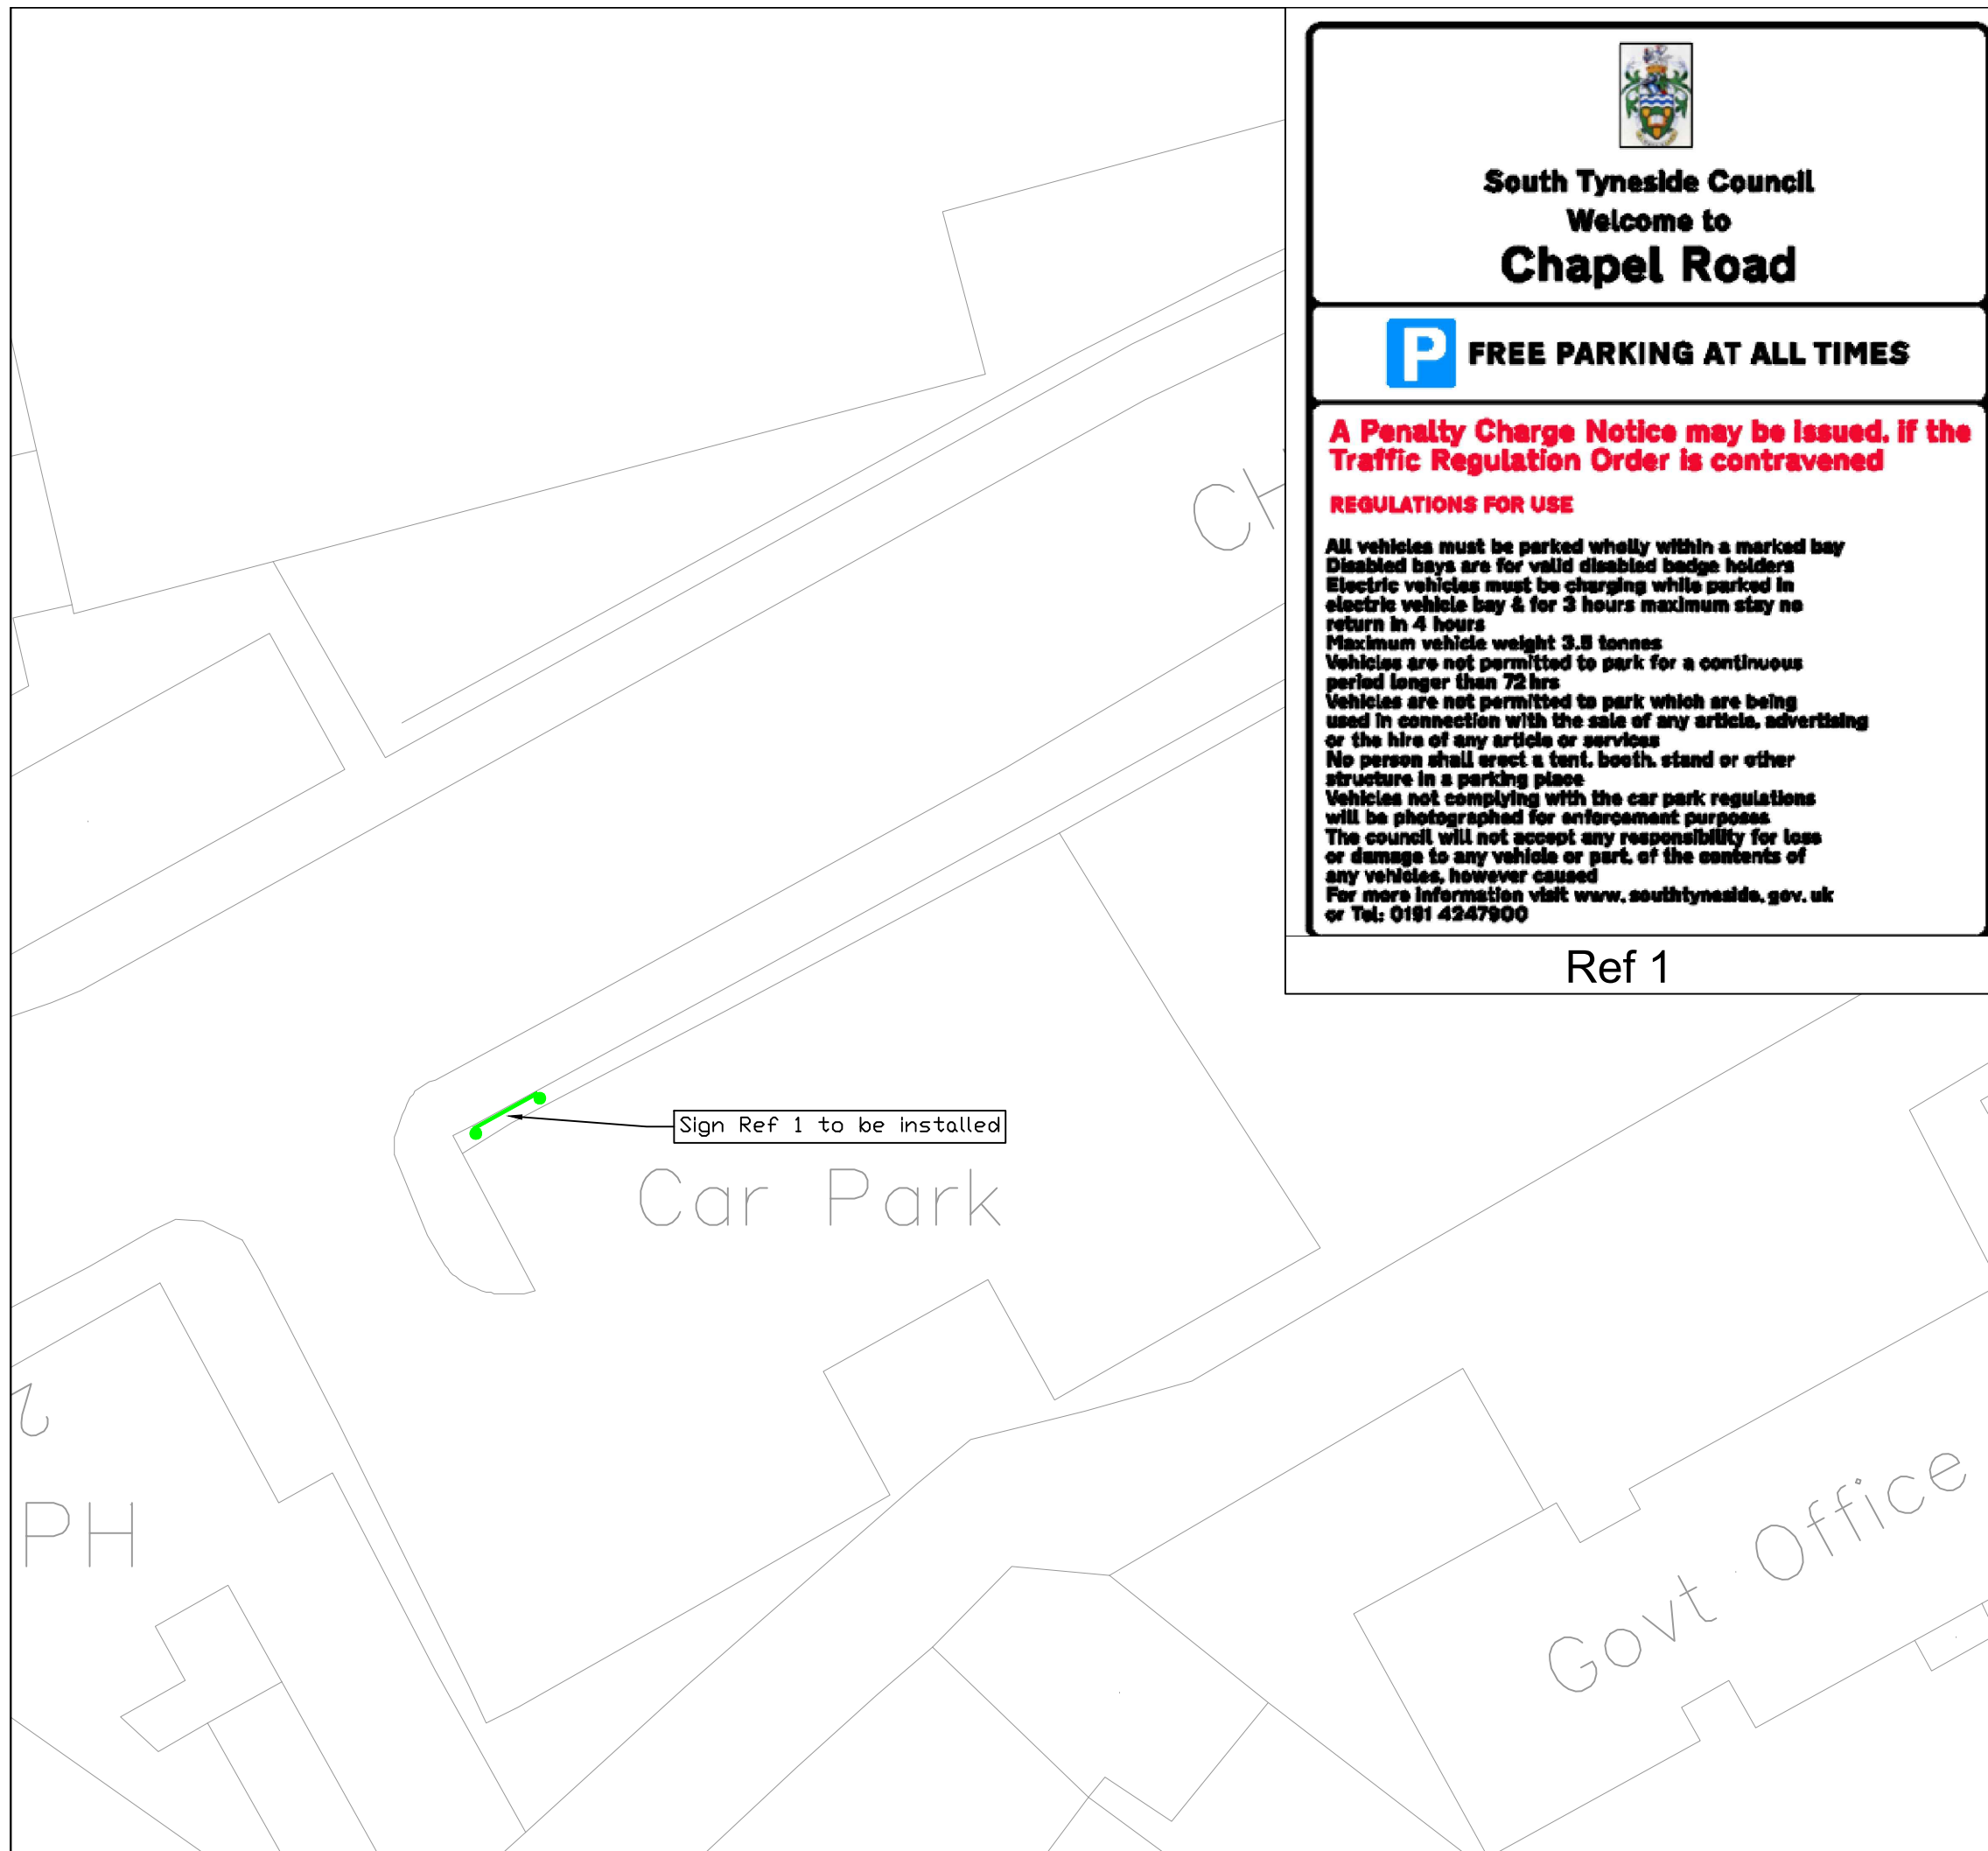 South Tyneside Council
Welcome to
Chapel Road
P FREE PARKING AT ALL TIMES
A Penalty Charge Notice may be issued, if the
Traffic Regulation Order is contravened
REGULATIONS FOR USE
All vehicles must be parked wholly within a marked bay
Disabled bays are for valid disabled badge holders
Electric vehicles must be charging while parked in
electric vehicle bay & for 3 hours maximum stay no
return in 4 hours
Maximum vehicle weight 3.5 tonnes
Vehicles are not permitted to park for a continuous
period longer than 72 hrs
Vehicles are not permitted to park which are being
used in connection with the sale of any article, advertising
or the hire of any article or services
No person shall erect a tent, booth, stand or other
structure in a parking place
Vehicles not complying with the car park regulations
will be photographed for enforcement purposes
The council will not accept any responsibility for loss
or damage to any vehicle or part, of the contents of
any vehicles, however caused
For more information visit www. southtyneside. gov. uk
or Tel: 0191 4247900
Ref 1
CH
Sign Ref 1 to be installed
Car Park
PH
Govt Office